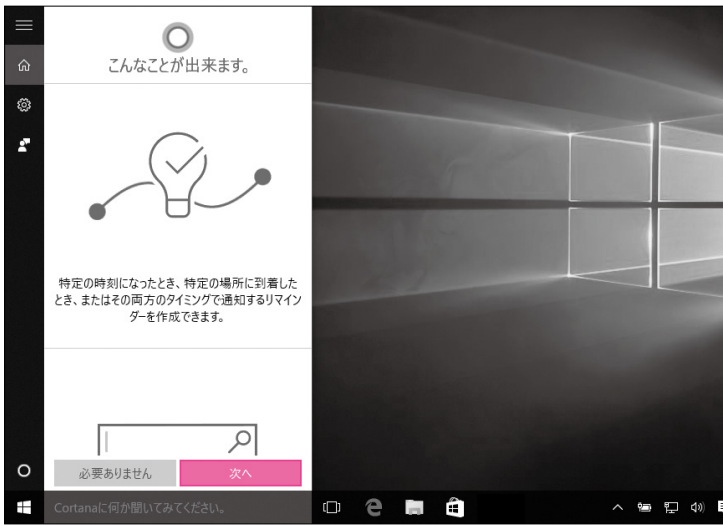 こんなことが出来ます。
特定の時刻になったとき、特定の場所に到着した
とき、またはその両方のタイミングで通知するリマイン
ダーを作成できます。
必要ありません
次へ
Cortanaに何か聞いてみてください。